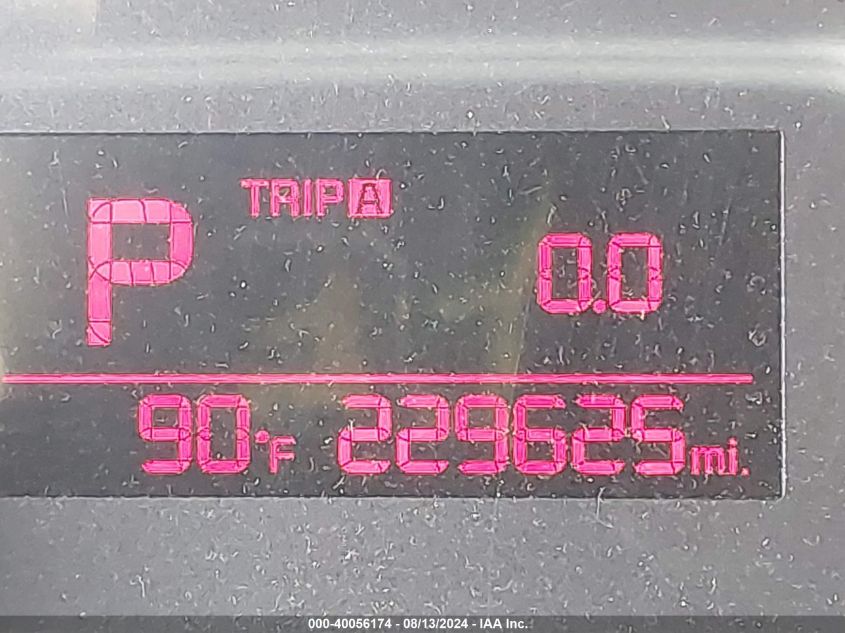 TRIP A
P 0.0
90°F 229625 mi.
000-40056174 - 08/13/2024 - IAA Inc.